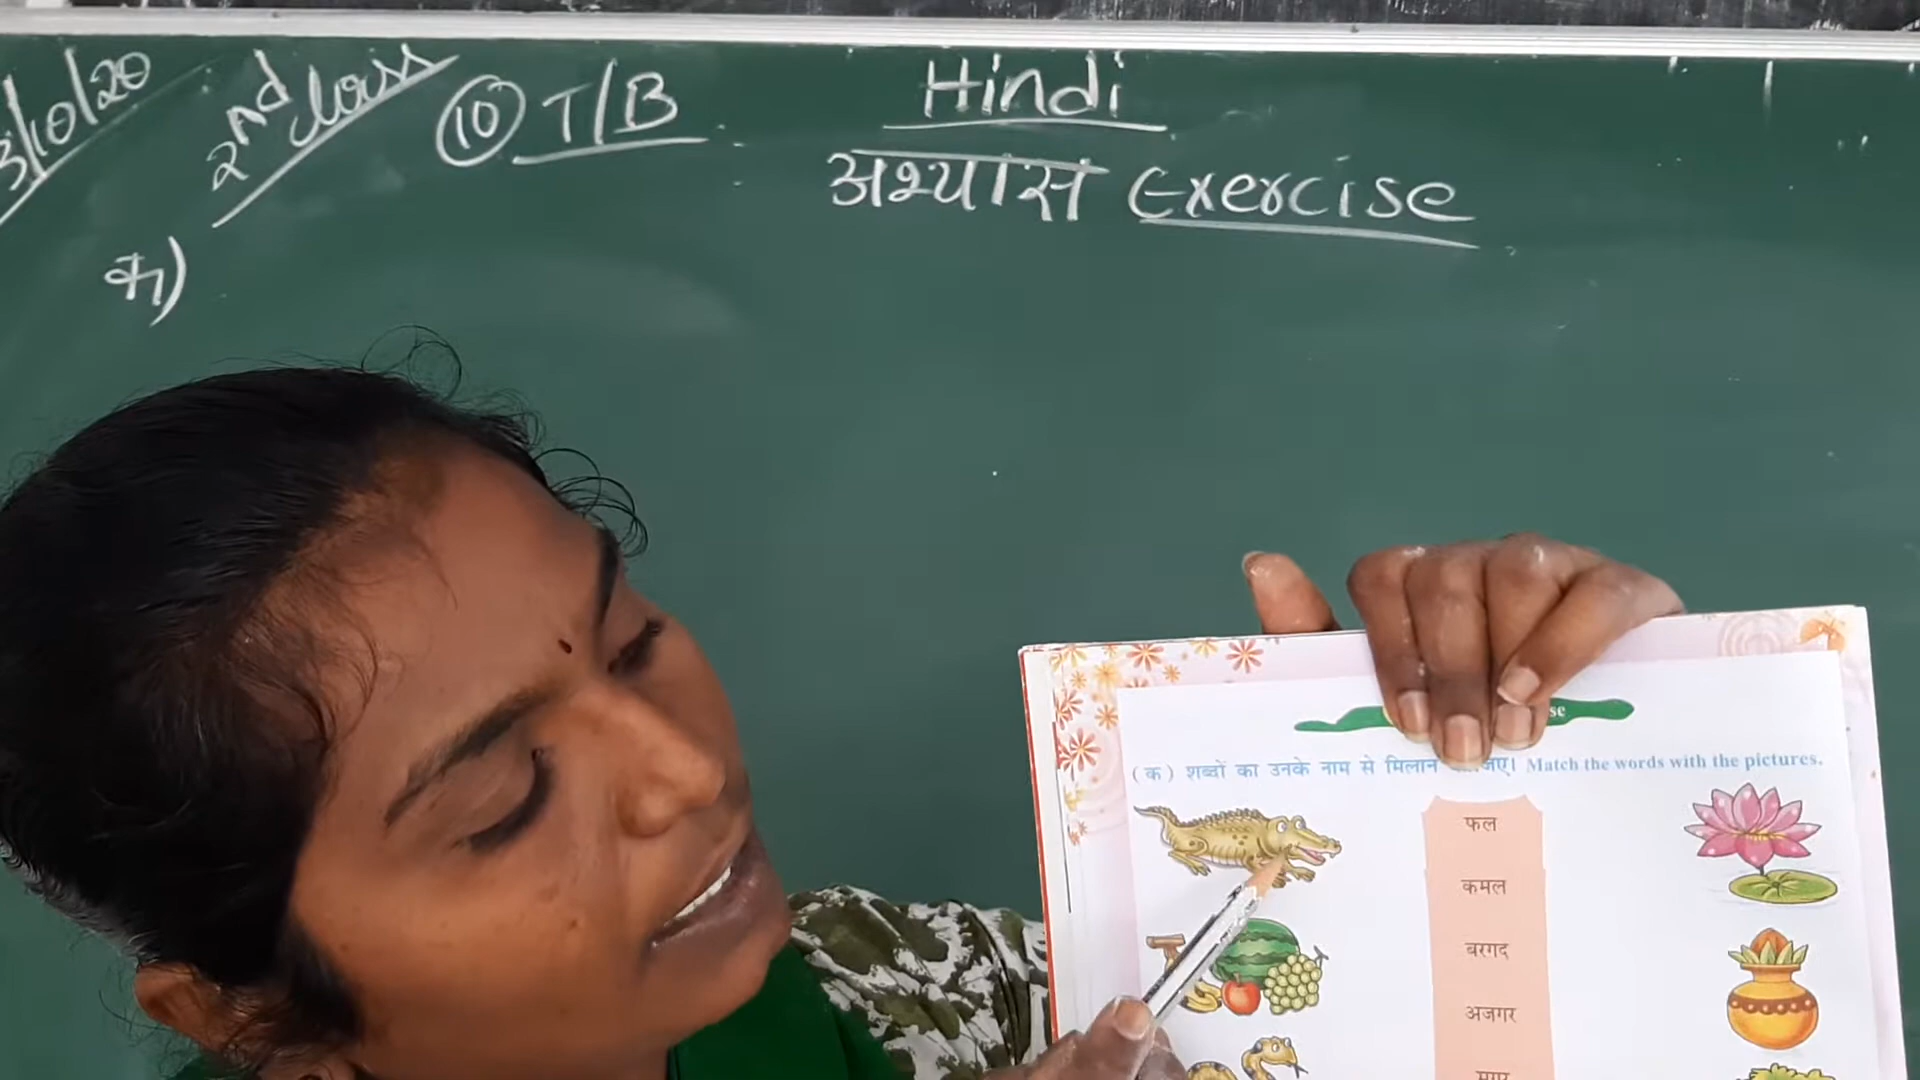 3/10/20
2nd class
10 T/B
Hindi
अभ्यास Exercise
क)
se
(क) शब्दों का उनके नाम से मिलान जिए। Match the words with the pictures.
फल
कमल
बरगद
अजगर